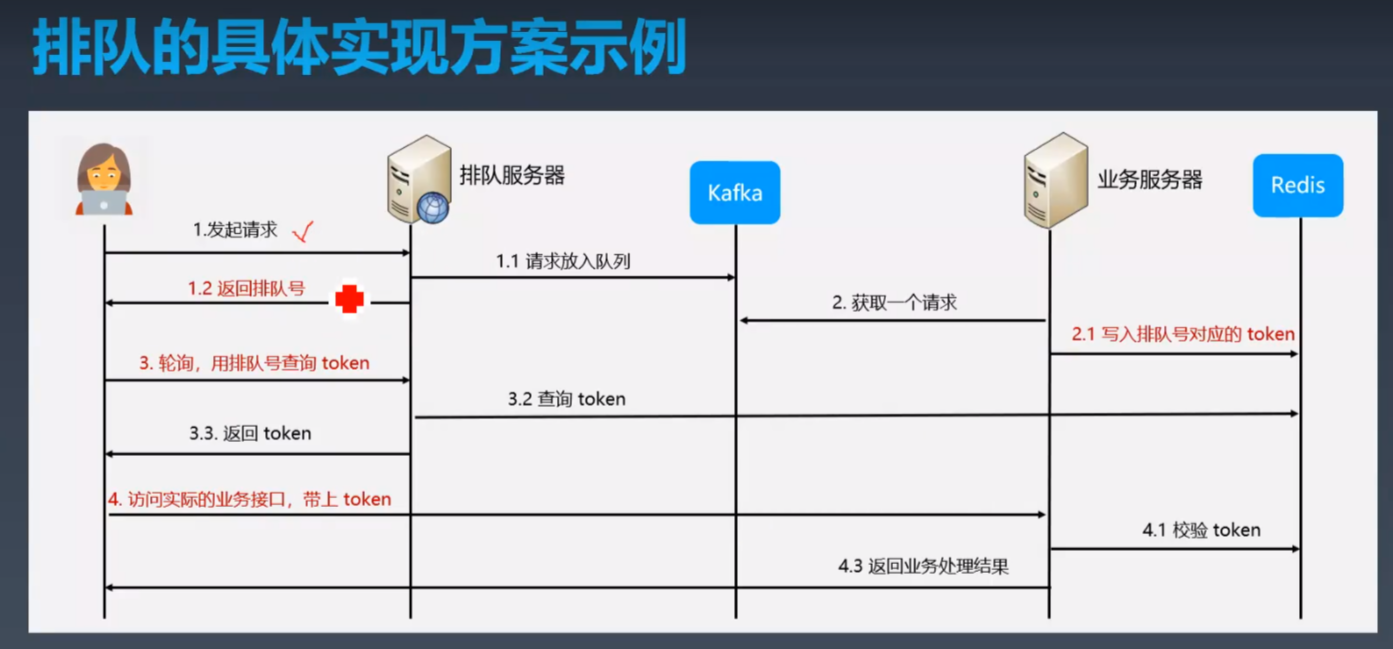 排队的具体实现方案示例
排队服务器
Kafka
业务服务器
Redis
1.发起请求
1.1 请求放入队列
1.2 返回排队号
2. 获取一个请求
2.1 写入排队号对应的 token
3. 轮询，用排队号查询 token
3.2 查询 token
3.3. 返回 token
4. 访问实际的业务接口，带上 token
4.1 校验 token
4.3 返回业务处理结果